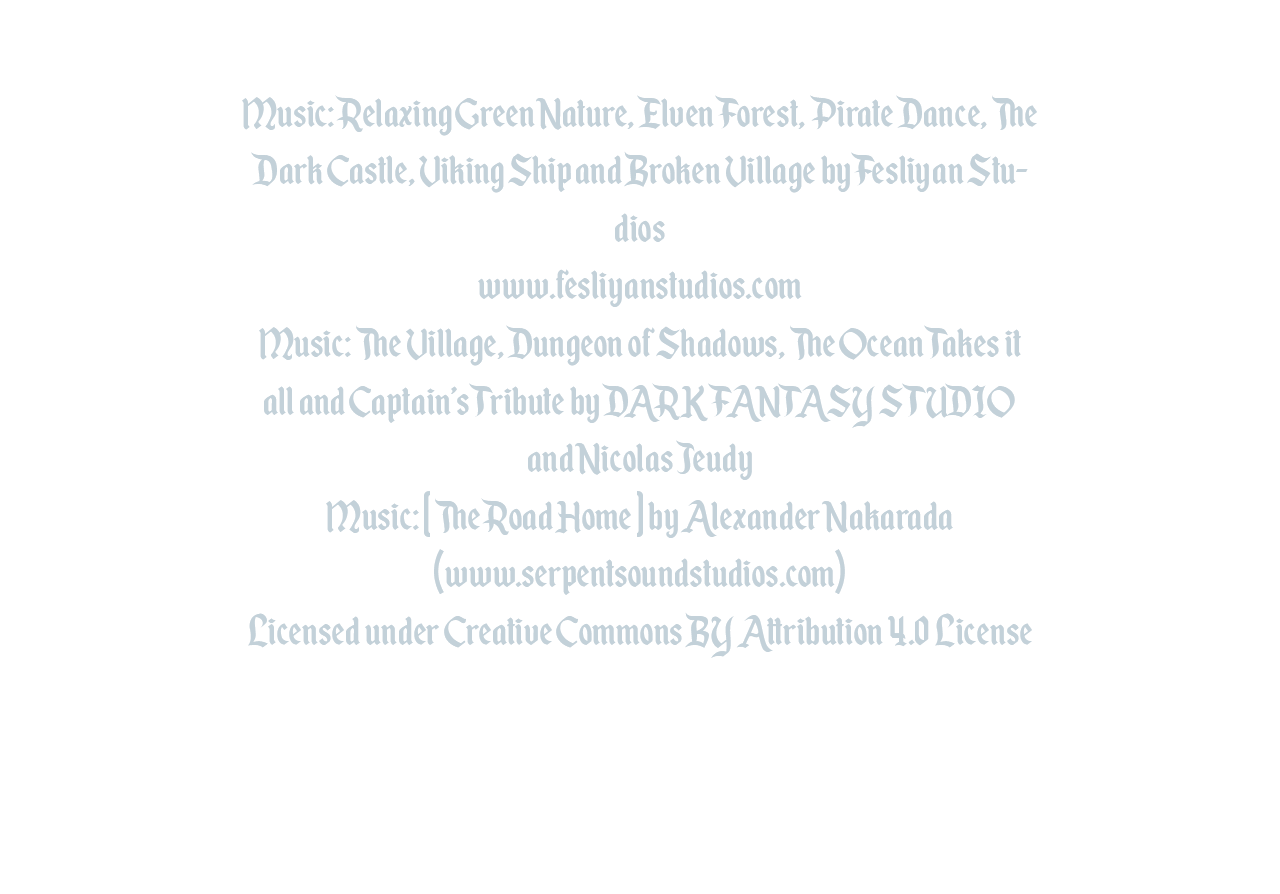 Music: Relaxing Green Nature, Elven Forest, Pirate Dance, The
Dark Castle, Viking Ship and Broken Village by Fesliyan Stu-
dios
www.fesliyanstudios.com
Music: The Village, Dungeon of Shadows, The Ocean Takes it
all and Captain's Tribute by DARK FANTASY STUDIO
and Nicolas Jeudy
Music: [ The Road Home ] by Alexander Nakarada
(www.serpentsoundstudios.com)
Licensed under Creative Commons BY Attribution 4.0 License